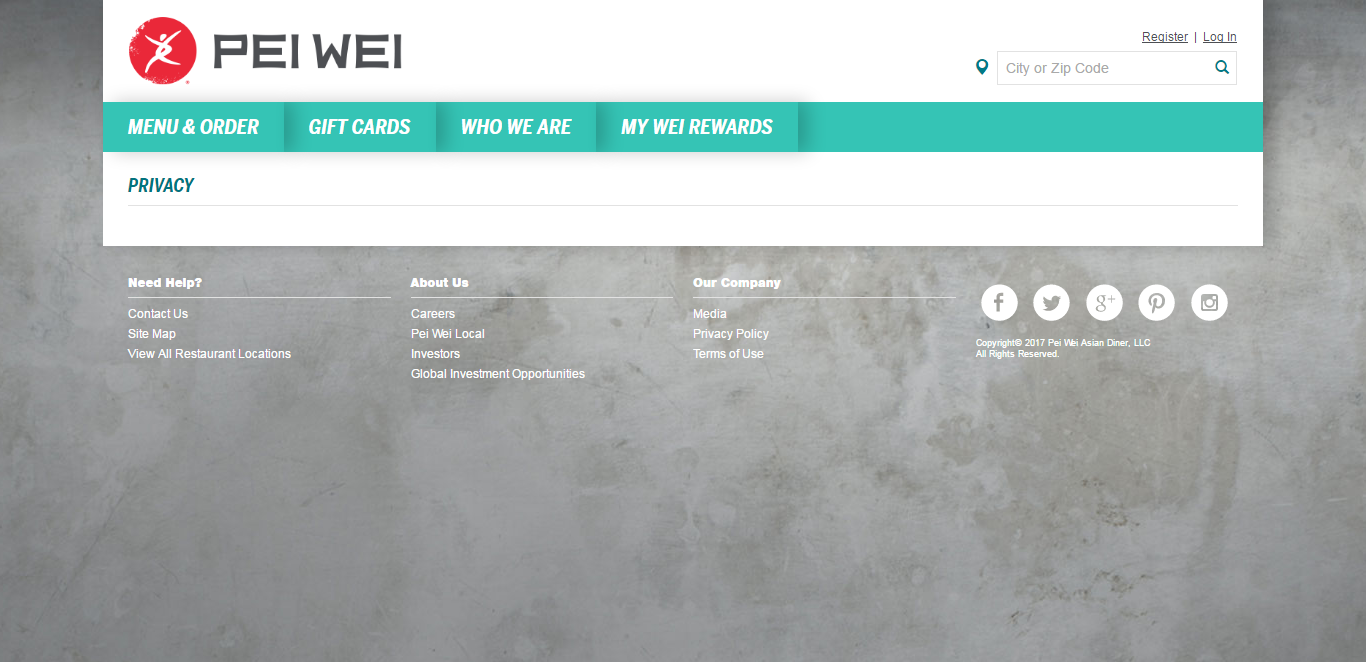 PEI WEI
Register | Log In
City or Zip Code
MENU & ORDER GIFT CARDS WHO WE ARE MY WEI REWARDS
PRIVACY
Need Help?
Contact Us
Site Map
View All Restaurant Locations
About Us
Careers
Pei Wei Local
Investors
Global Investment Opportunities
Our Company
Media
Privacy Policy
Terms of Use
Copyright© 2017 Pei Wei Asian Diner, LLC
All Rights Reserved.